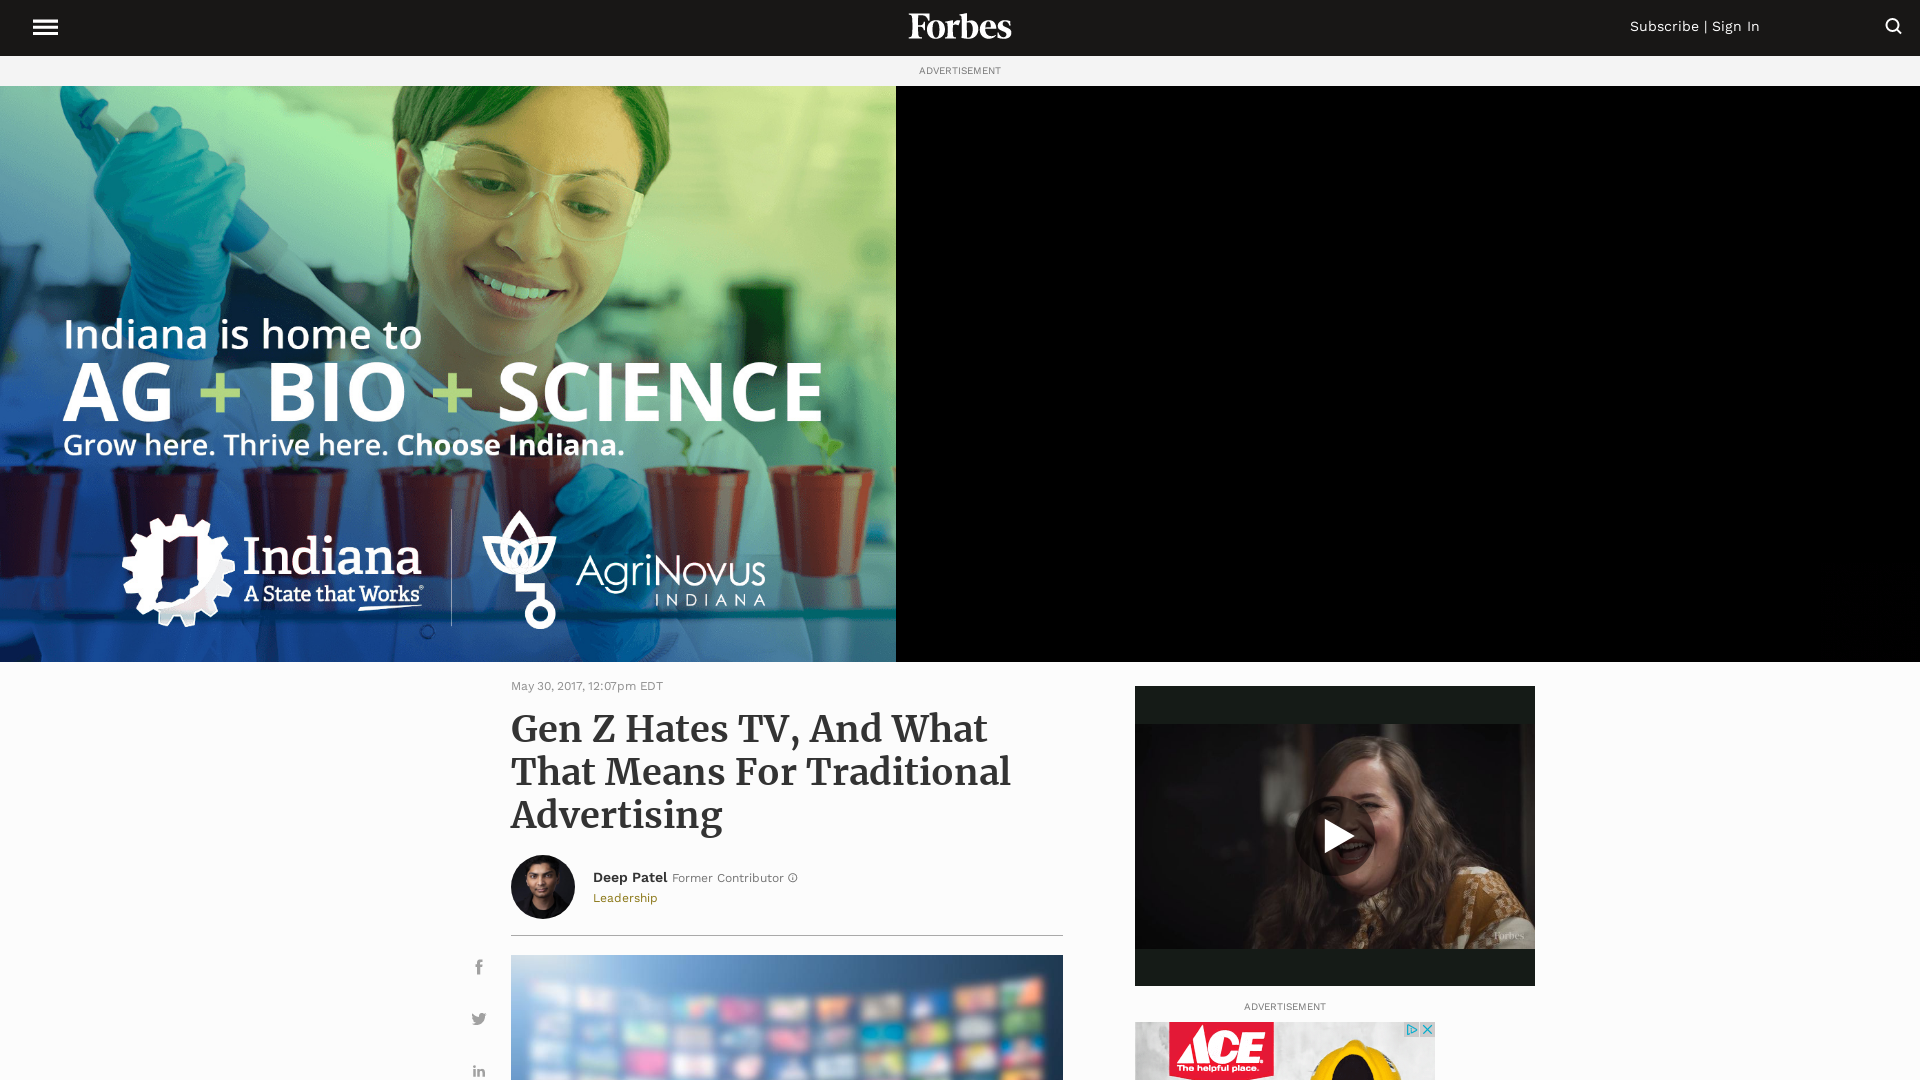 Forbes
Subscribe | Sign In
ADVERTISEMENT
Indiana is home to
AG + BIO + SCIENCE
Grow here. Thrive here. Choose Indiana.
Indiana
A State that Works®
AgriNovus
INDIANA
May 30, 2017, 12:07pm EDT
Gen Z Hates TV, And What
That Means For Traditional
Advertising
Deep Patel Former Contributor
Leadership
Forbes
ADVERTISEMENT
ACE
The helpful place.